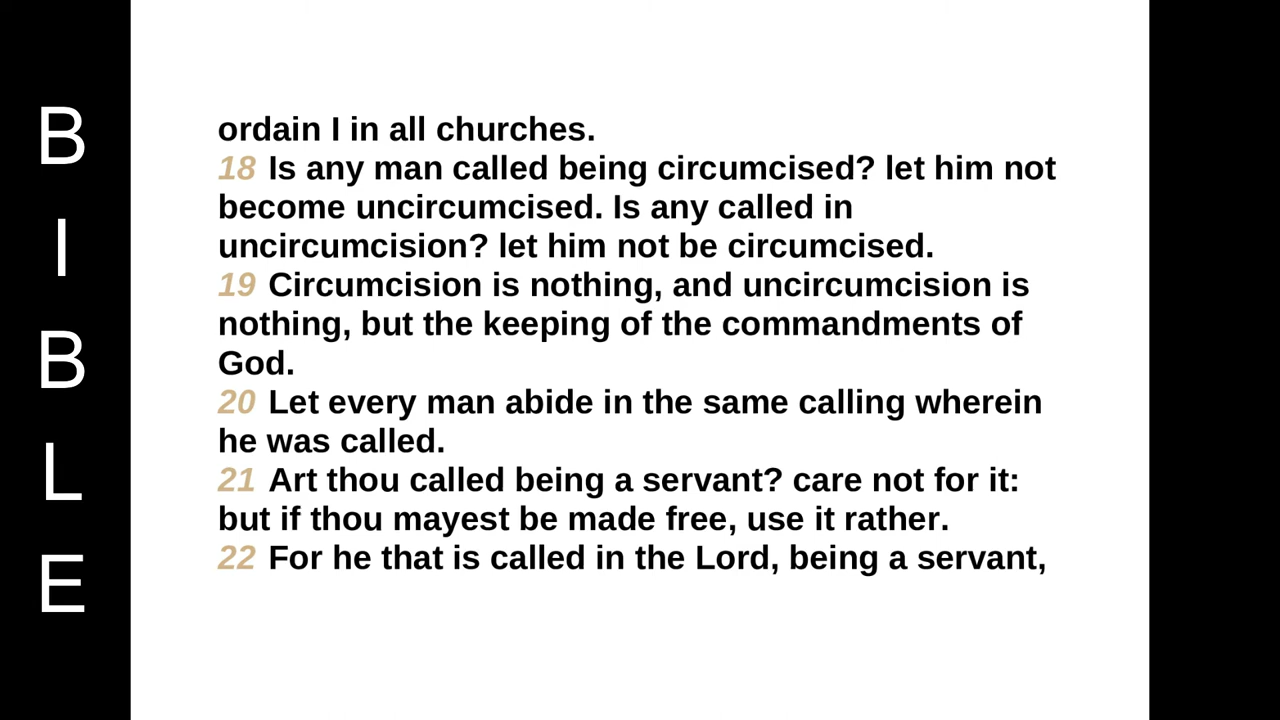 BIBLE
ordain I in all churches.
18 Is any man called being circumcised? let him not
become uncircumcised. Is any called in
uncircumcision? let him not be circumcised.
19 Circumcision is nothing, and uncircumcision is
nothing, but the keeping of the commandments of
God.
20 Let every man abide in the same calling wherein
he was called.
21 Art thou called being a servant? care not for it:
but if thou mayest be made free, use it rather.
22 For he that is called in the Lord, being a servant,